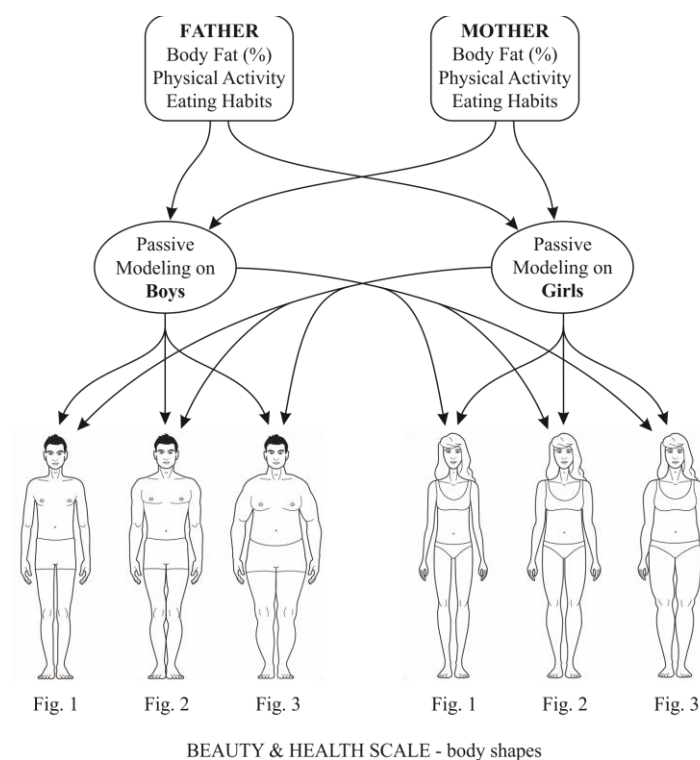 FATHER
Body Fat (%)
Physical Activity
Eating Habits
MOTHER
Body Fat (%)
Physical Activity
Eating Habits
Passive
Modeling on
Boys
Passive
Modeling on
Girls
Fig. 1
Fig. 2
Fig. 3
Fig. 1
Fig. 2
Fig. 3
BEAUTY & HEALTH SCALE - body shapes